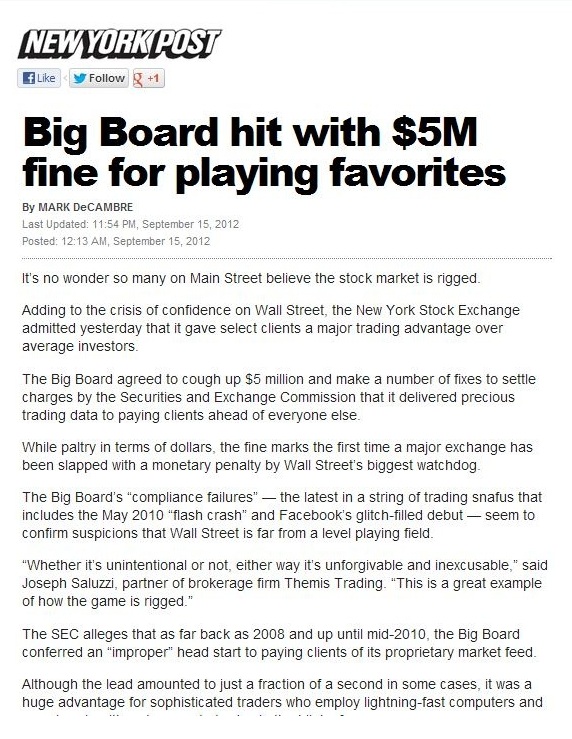 NEW YORK POST
Like
Follow
+1
Big Board hit with $5M
fine for playing favorites
By MARK DeCAMBRE
Last Updated: 11:54 PM, September 15, 2012
Posted: 12:13 AM, September 15, 2012
It's no wonder so many on Main Street believe the stock market is rigged.
Adding to the crisis of confidence on Wall Street, the New York Stock Exchange
admitted yesterday that it gave select clients a major trading advantage over
average investors.
The Big Board agreed to cough up $5 million and make a number of fixes to settle
charges by the Securities and Exchange Commission that it delivered precious
trading data to paying clients ahead of everyone else.
While paltry in terms of dollars, the fine marks the first time a major exchange has
been slapped with a monetary penalty by Wall Street's biggest watchdog.
The Big Board's “compliance failures” — the latest in a string of trading snafus that
includes the May 2010 “flash crash” and Facebook's glitch-filled debut — seem to
confirm suspicions that Wall Street is far from a level playing field.
“Whether it's unintentional or not, either way it's unforgivable and inexcusable,” said
Joseph Saluzzi, partner of brokerage firm Themis Trading. “This is a great example
of how the game is rigged.”
The SEC alleges that as far back as 2008 and up until mid-2010, the Big Board
conferred an “improper” head start to paying clients of its proprietary market feed.
Although the lead amounted to just a fraction of a second in some cases, it was a
huge advantage for sophisticated traders who employ lightning-fast computers and